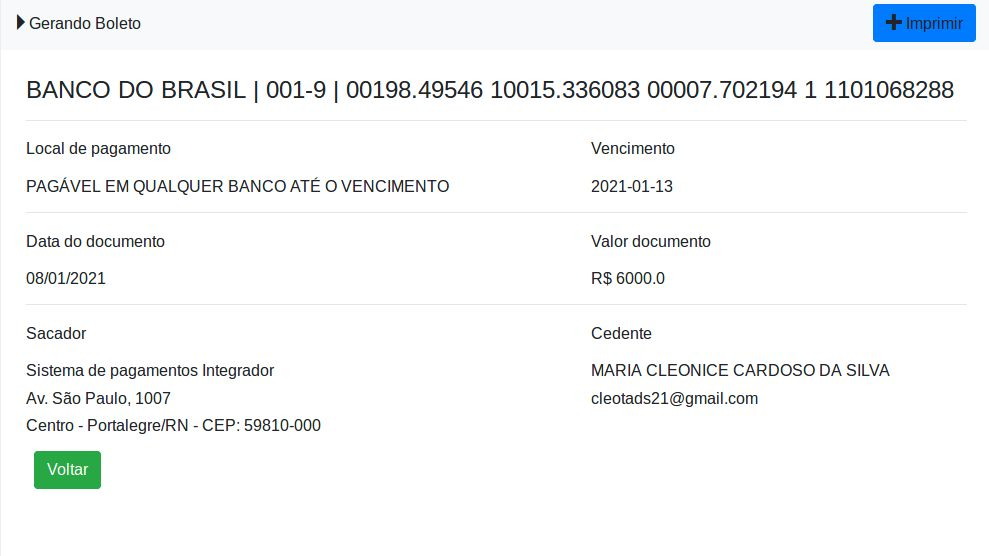 Gerando Boleto
Imprimir
BANCO DO BRASIL | 001-9 | 00198.49546 10015.336083 00007.702194 1 1101068288
Local de pagamento
Vencimento
PAGÁVEL EM QUALQUER BANCO ATÉ O VENCIMENTO
2021-01-13
Data do documento
Valor documento
08/01/2021
R$ 6000.0
Sacador
Cedente
Sistema de pagamentos Integrador
MARIA CLEONICE CARDOSO DA SILVA
Av. São Paulo, 1007
cleotads21@gmail.com
Centro - Portalegre/RN - CEP: 59810-000
Voltar